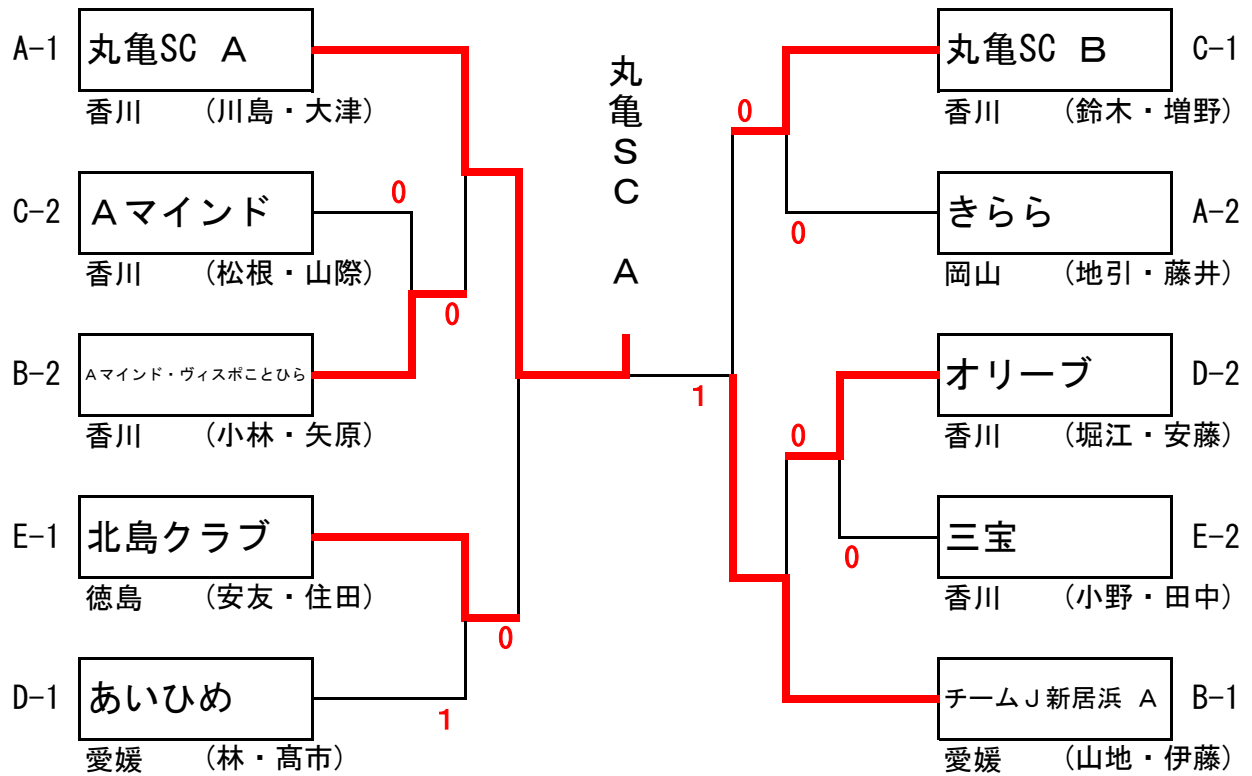 A-1
丸亀SC A
香川 (川島・大津)
C-2
Aマインド
香川 (松根・山際)
0
B-2
Aマインド・ヴィスポことひら
香川 (小林・矢原)
0
E-1
北島クラブ
徳島 (安友・住田)
0
D-1
あいひめ
愛媛 (林・髙市)
1
丸亀SC A
1
丸亀SC B
C-1
香川 (鈴木・増野)
0
きらら
A-2
岡山 (地引・藤井)
0
オリーブ
D-2
香川 (堀江・安藤)
0
三宝
E-2
香川 (小野・田中)
0
チームJ新居浜 A
B-1
愛媛 (山地・伊藤)